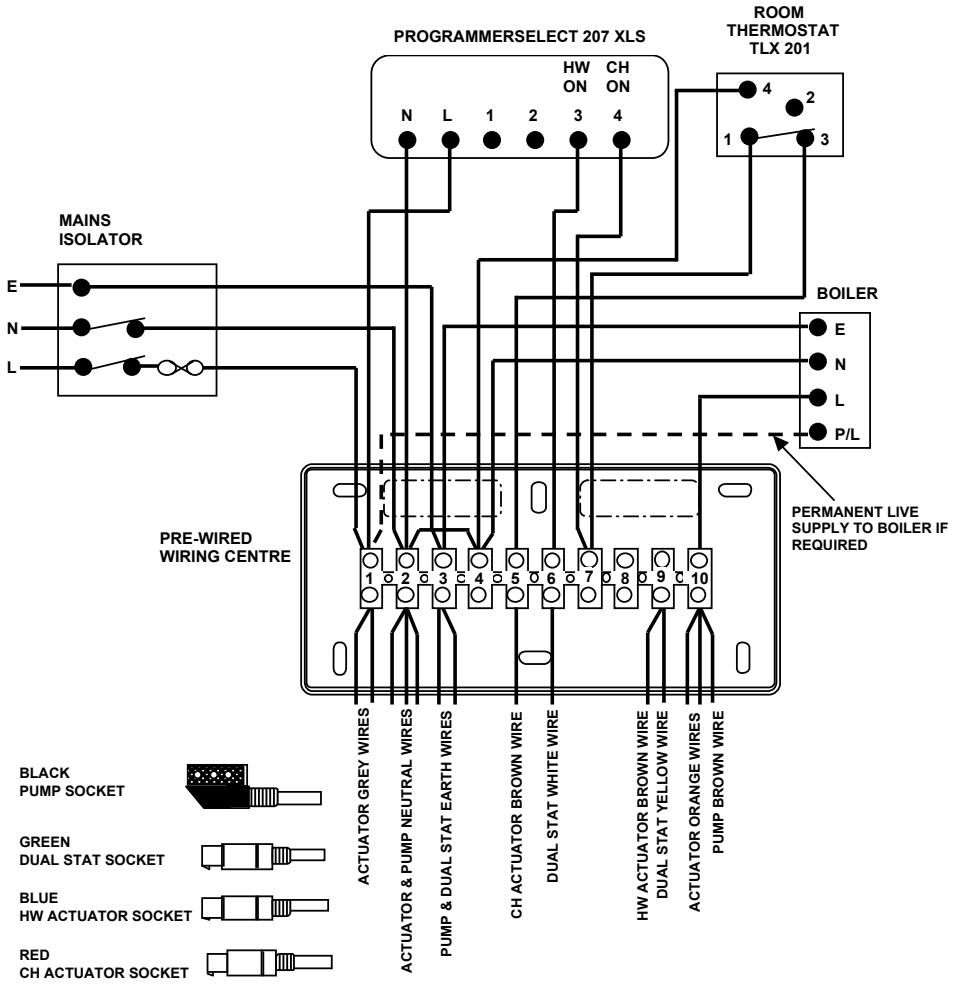 ROOM
THERMOSTAT
TLX 201
PROGRAMMERSELECT 207 XLS
HW ON
CH ON
N L 1 2 3 4
4
2
1
3
MAINS
ISOLATOR
E
N
L
BOILER
E
N
L
P/L
PERMANENT LIVE
SUPPLY TO BOILER IF
REQUIRED
PRE-WIRED
WIRING CENTRE
1 2 3 4 5 6 7 8 9 10
ACTUATOR GREY WIRES
ACTUATOR & PUMP NEUTRAL WIRES
PUMP & DUAL STAT EARTH WIRES
CH ACTUATOR BROWN WIRE
DUAL STAT WHITE WIRE
HW ACTUATOR BROWN WIRE
DUAL STAT YELLOW WIRE
ACTUATOR ORANGE WIRES
PUMP BROWN WIRE
BLACK
PUMP SOCKET
GREEN
DUAL STAT SOCKET
BLUE
HW ACTUATOR SOCKET
RED
CH ACTUATOR SOCKET